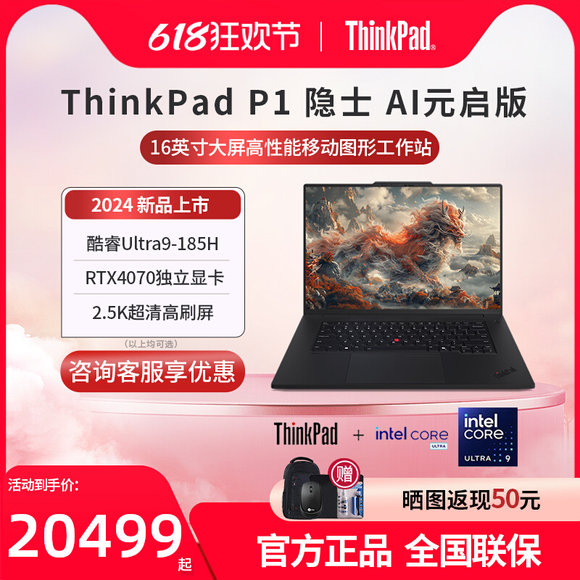 618狂欢节 ThinkPad
ThinkPad P1 隐士 AI元启版
16英寸大屏高性能移动图形工作站
2024 新品上市
酷睿Ultra9-185H
RTX4070独立显卡
2.5K超清高刷屏
(以上均可选)
咨询客服享优惠
ThinkPad + intel CORE
ULTRA
intel
CORE
ULTRA 9
赠
活动到手价:
20499起
晒图返现50元
官方正品 全国联保